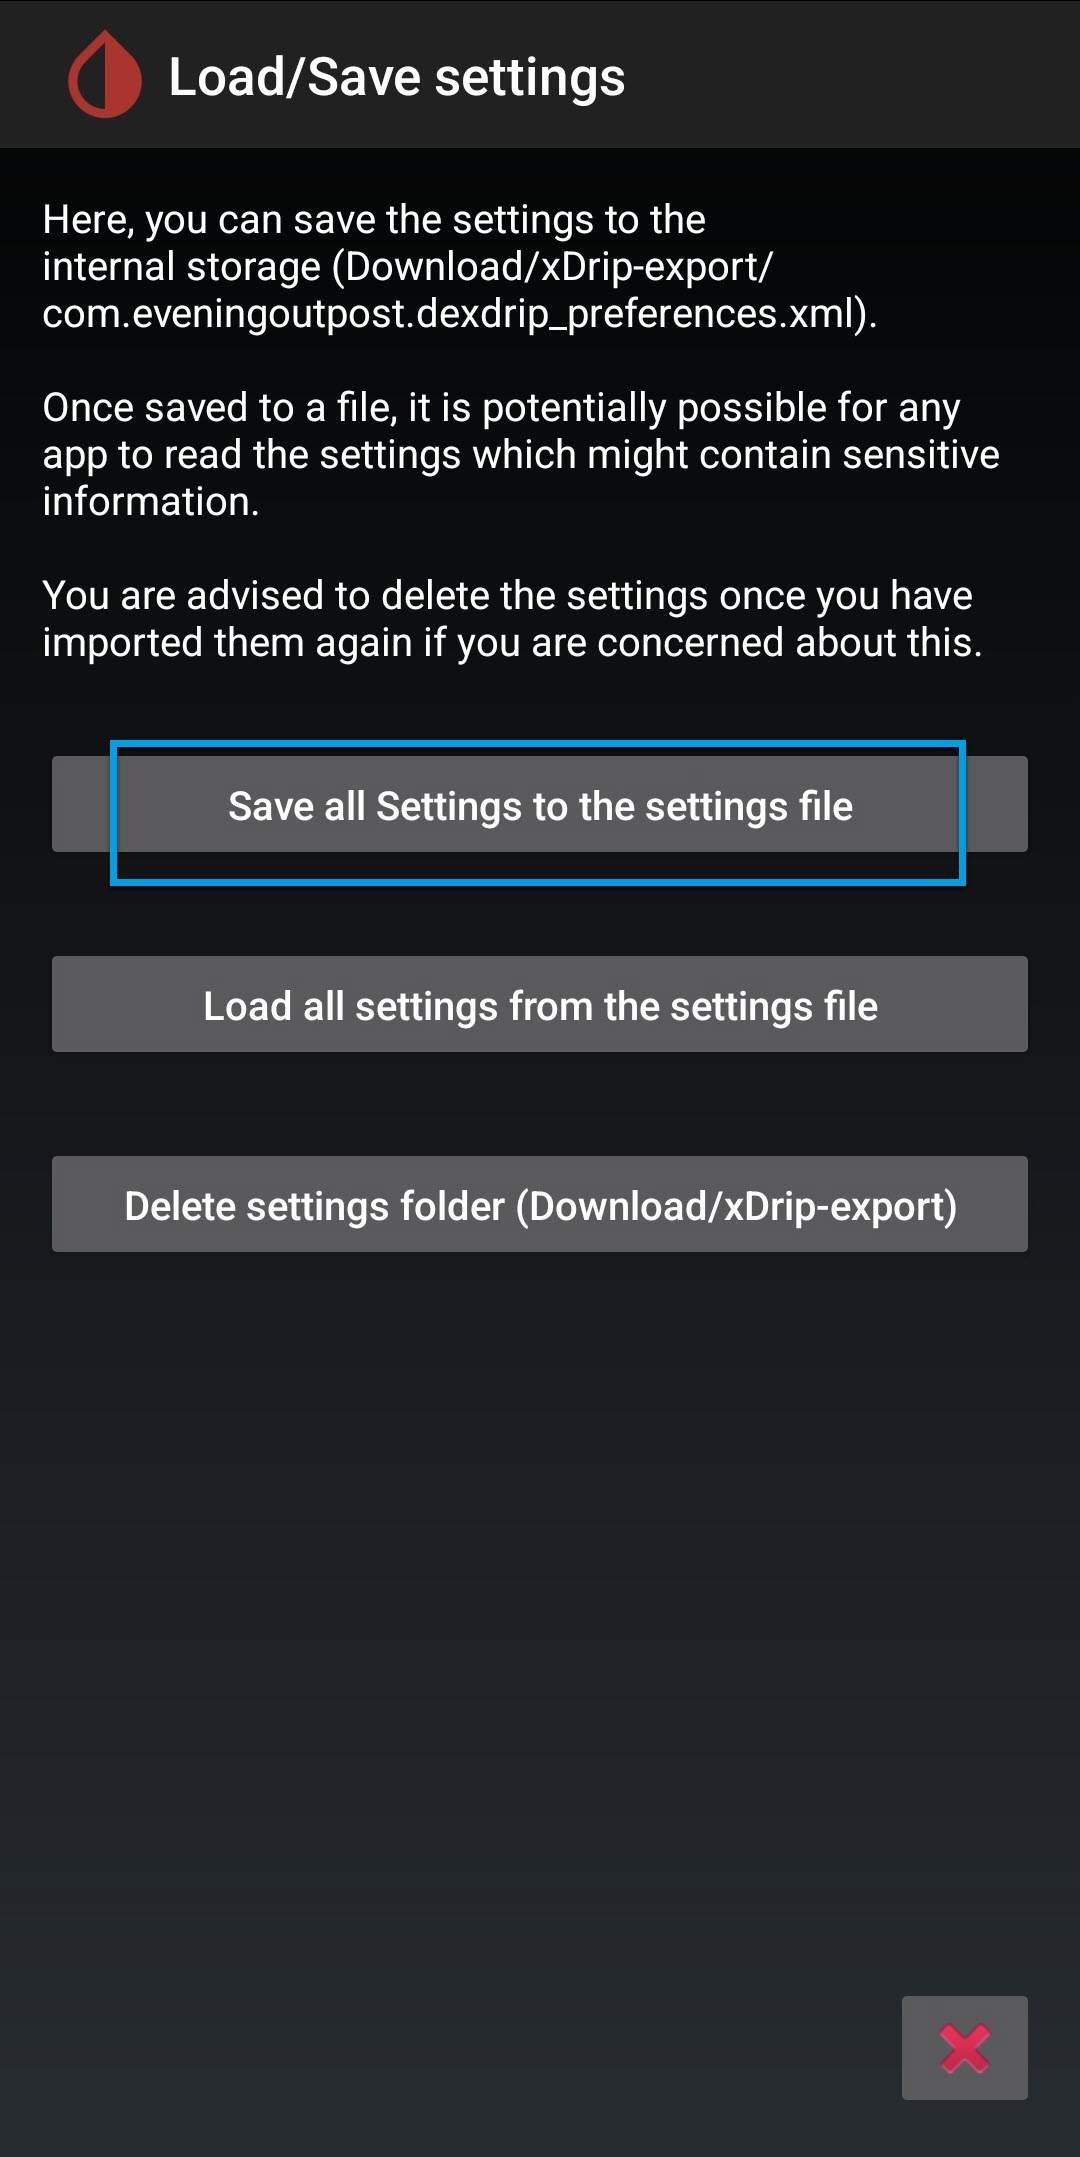 Load/Save settings
Here, you can save the settings to the
internal storage (Download/xDrip-export/
com.eveningoutpost.dexdrip_preferences.xml).
Once saved to a file, it is potentially possible for any
app to read the settings which might contain sensitive
information.
You are advised to delete the settings once you have
imported them again if you are concerned about this.
Save all Settings to the settings file
Load all settings from the settings file
Delete settings folder (Download/xDrip-export)